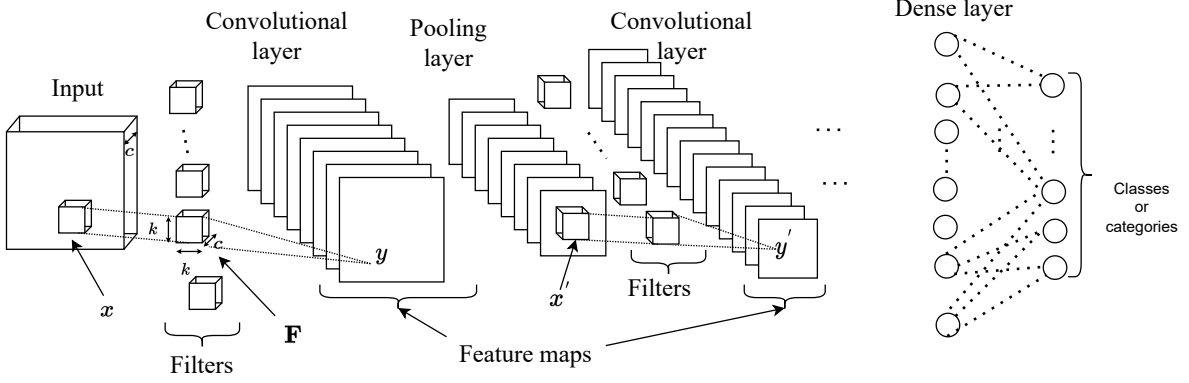 Input
c
x
k
k
c
F
Filters
Convolutional
layer
y
Pooling
layer
x'
Filters
Convolutional
layer
y'
Feature maps
...
...
Dense layer
Classes
or
categories